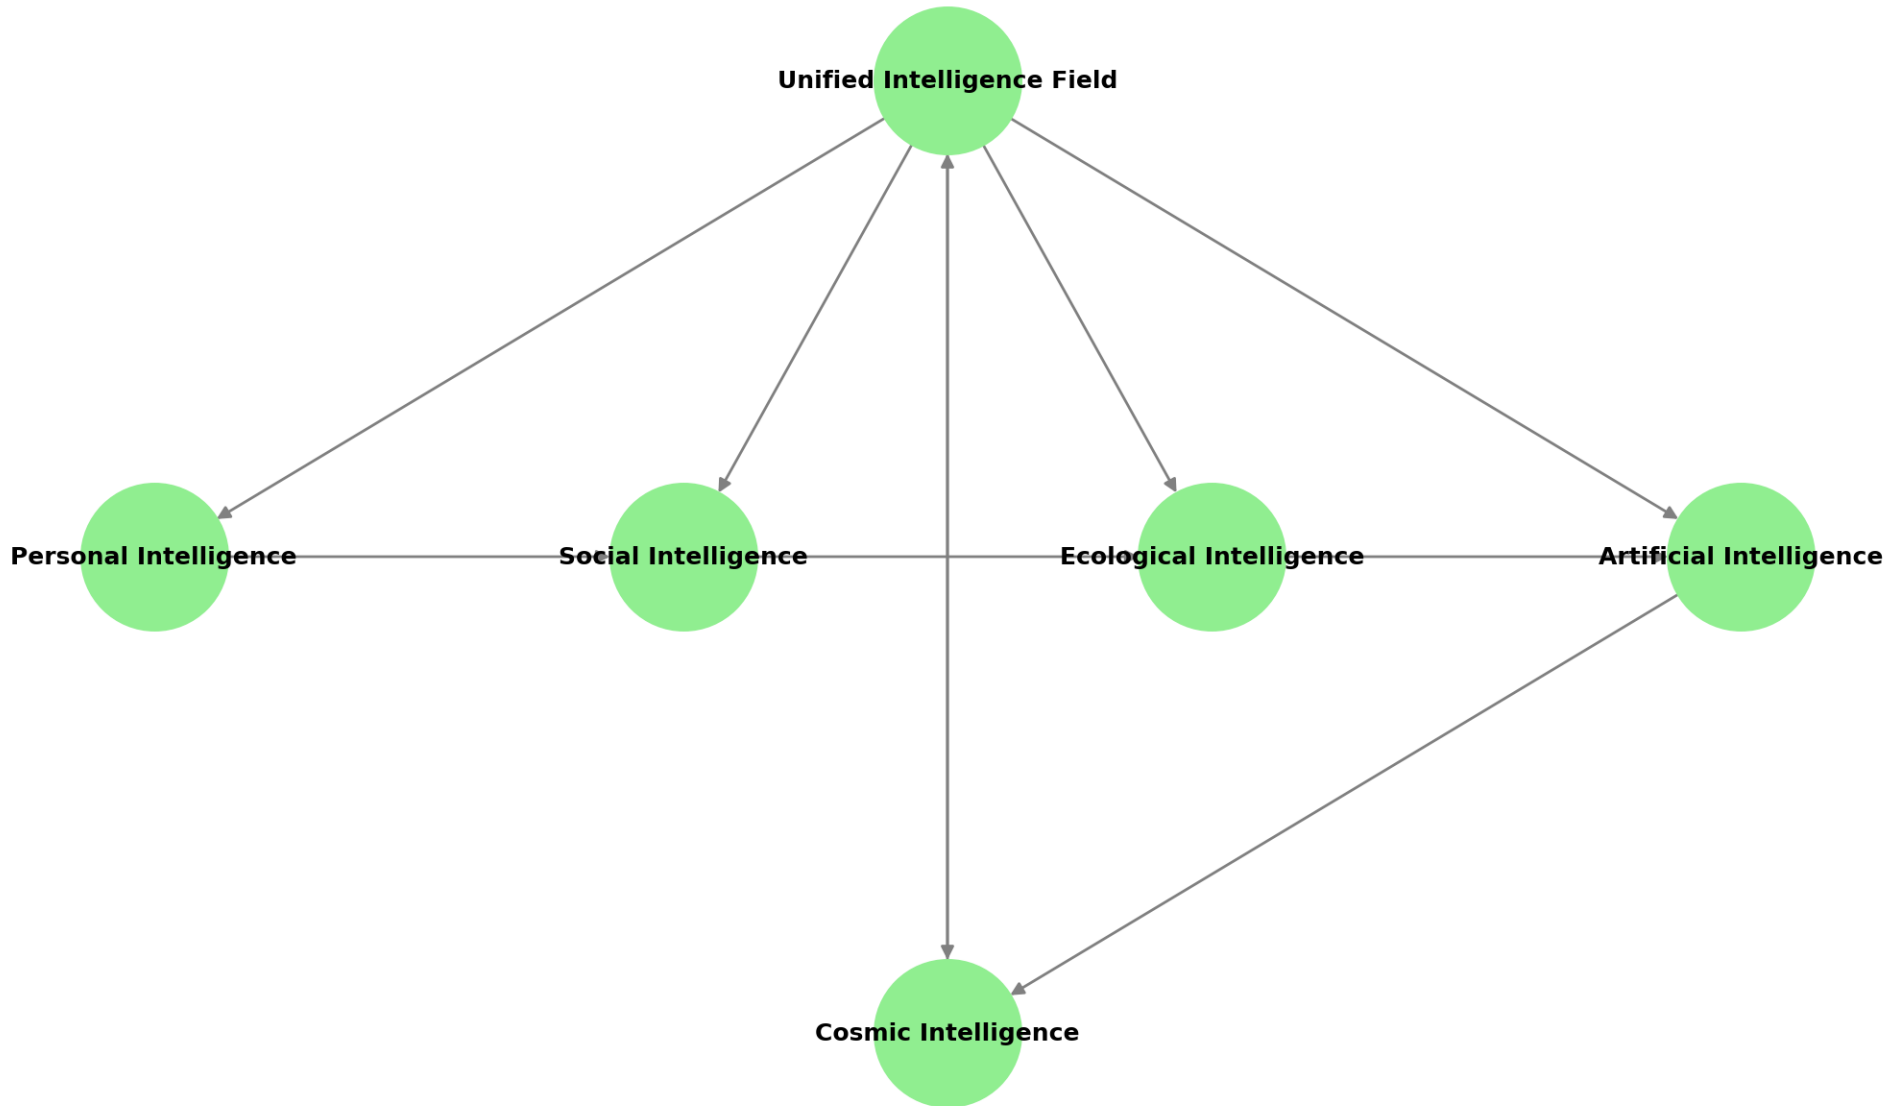 Unified Intelligence Field
Personal Intelligence
Social Intelligence
Ecological Intelligence
Artificial Intelligence
Cosmic Intelligence